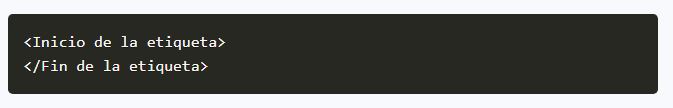 <Inicio de la etiqueta>
</Fin de la etiqueta>